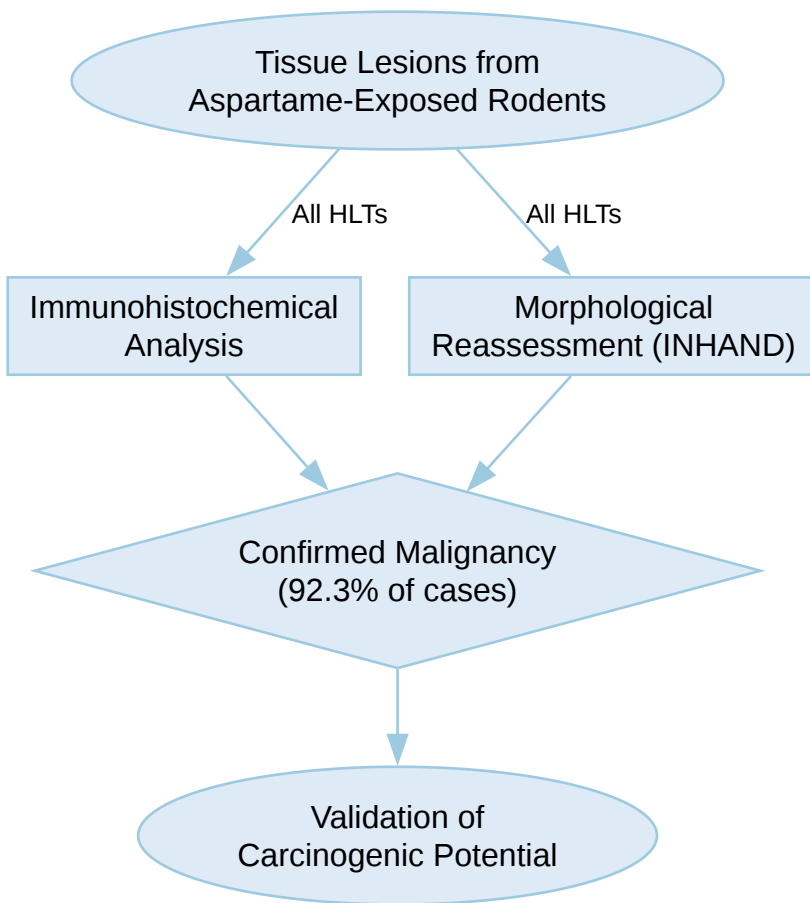 Tissue Lesions from
Aspartame-Exposed Rodents
All HLTs
All HLTs
Immunohistochemical
Analysis
Morphological
Reassessment (INHAND)
Confirmed Malignancy
(92.3% of cases)
Validation of
Carcinogenic Potential